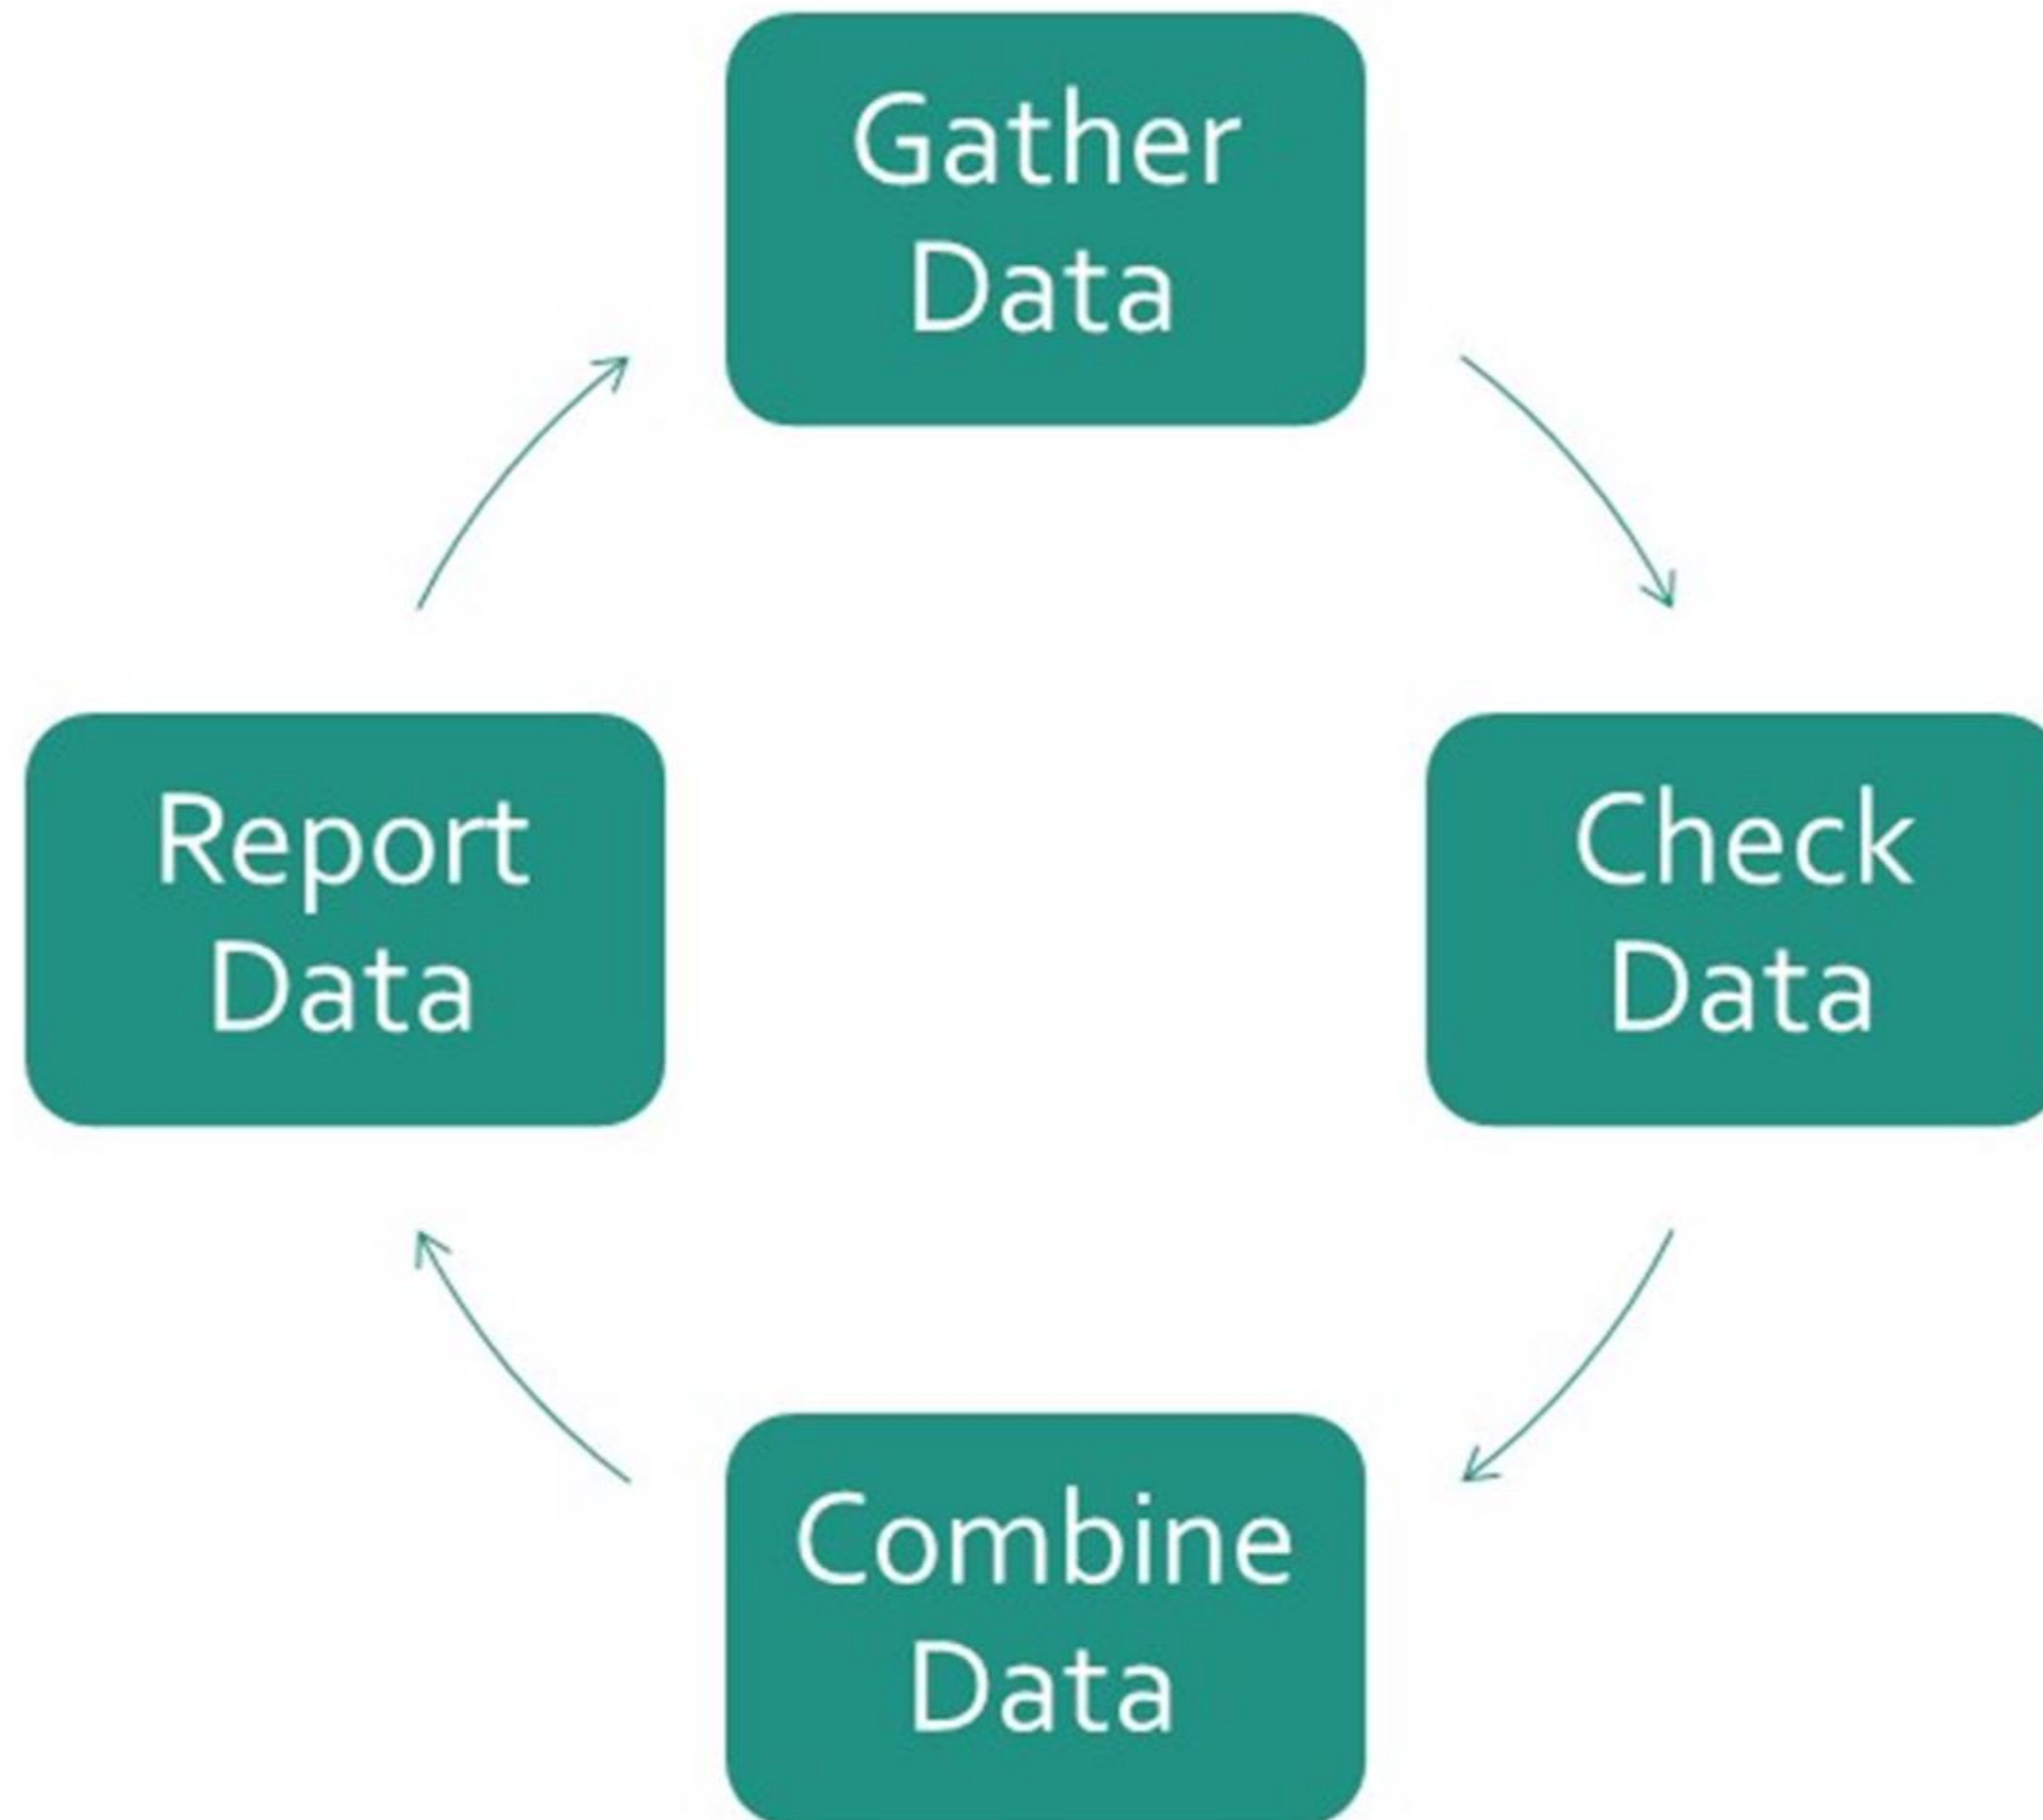 Gather
Data
Check
Data
Combine
Data
Report
Data